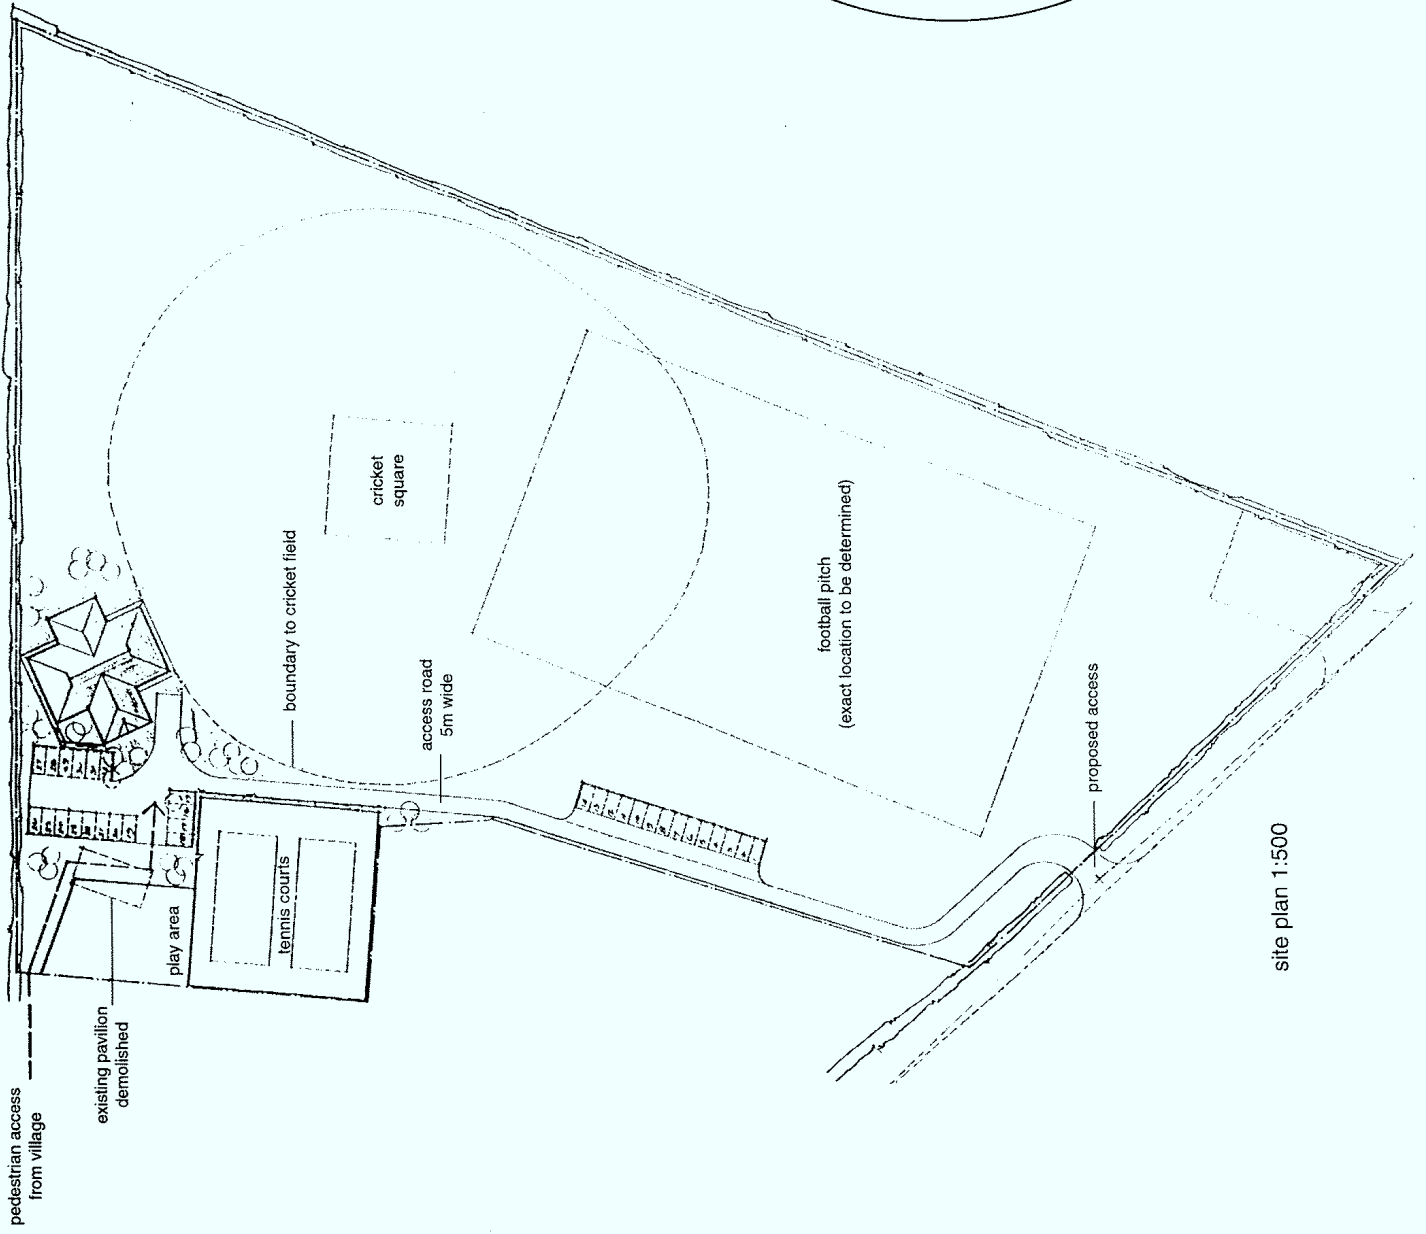 pedestrian access
from village
existing pavilion
demolished
play area
tennis courts
boundary to cricket field
cricket
square
access road
5m wide
football pitch
(exact location to be determined)
proposed access
site plan 1:500